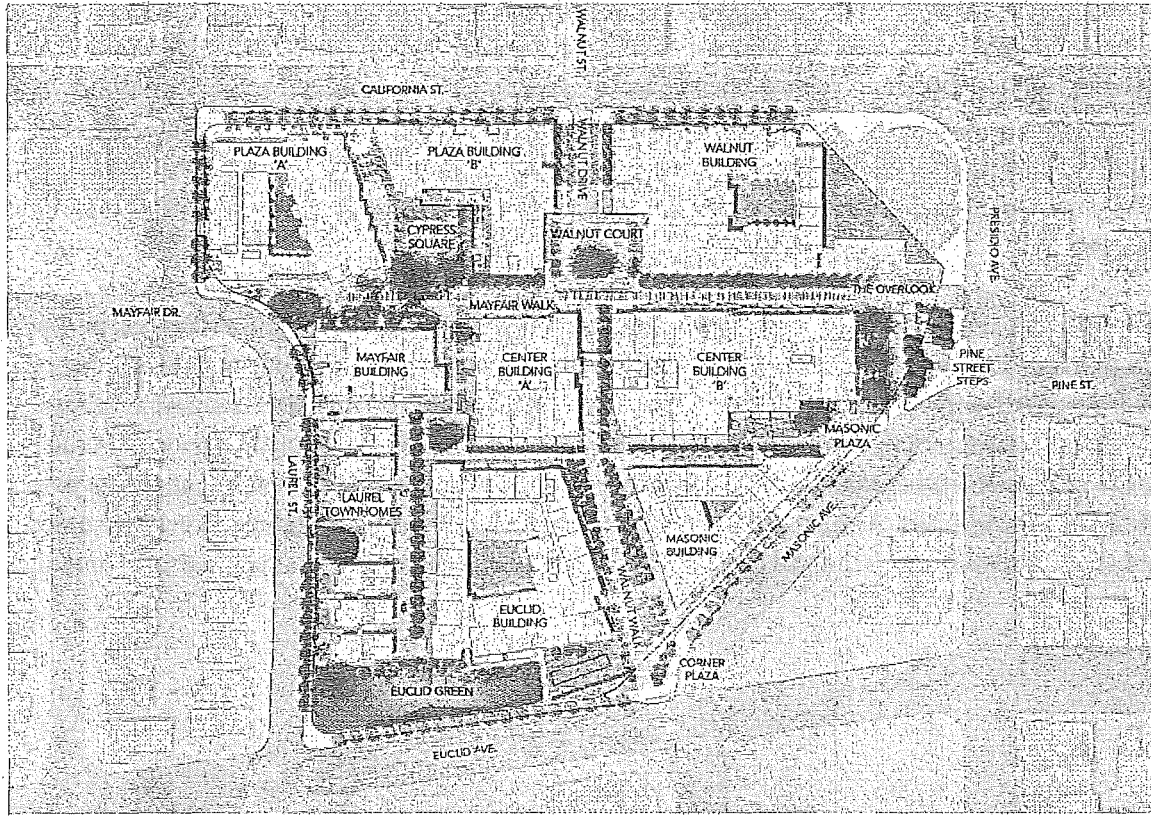 WALNUT ST.
CALIFORNIA ST.
PLAZA BUILDING
'A'
PLAZA BUILDING
'B'
WALNUT DRIVE
WALNUT
BUILDING
CYPRESS
SQUARE
WALNUT COURT
PRESIDIO AVE
THE OVERLOOK
MAYFAIR WALK
MAYFAIR DR.
MAYFAIR
BUILDING
CENTER
BUILDING
'A'
CENTER
BUILDING
'B'
PINE
STREET
STEPS
PINE ST.
MASONIC
PLAZA
LAUREL ST.
LAUREL
TOWNHOMES
MASONIC
BUILDING
MASONIC AVE.
EUCLID
BUILDING
WALNUT WALK
CORNER
PLAZA
EUCLID GREEN
EUCLID AVE.